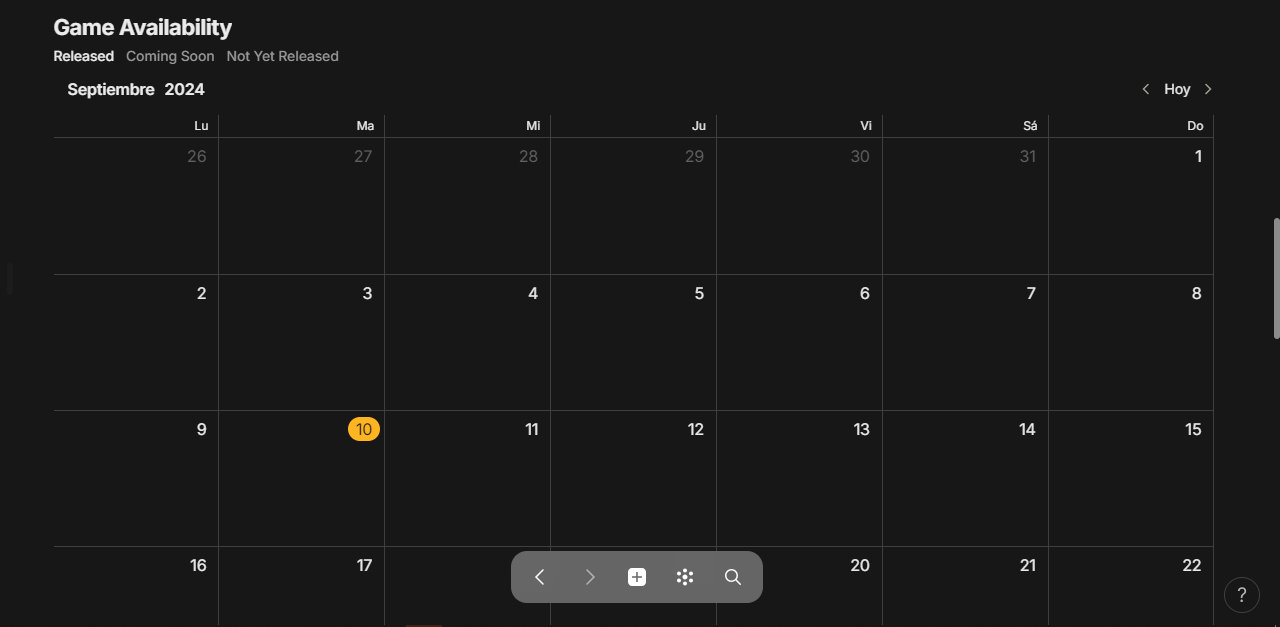 Game Availability
Released Coming Soon Not Yet Released
Septiembre 2024 Hoy
Lu Ma Mi Ju Vi Sá Do
26 27 28 29 30 31 1
2 3 4 5 6 7 8
9 10 11 12 13 14 15
16 17 20 21 22
?